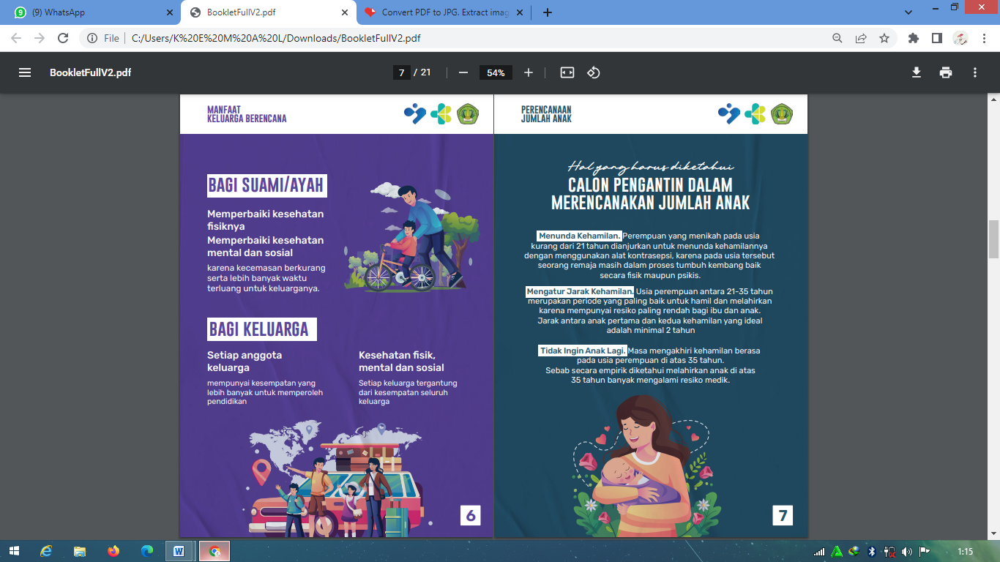 (9) WhatsApp
BookletFullV2.pdf
Convert PDF to JPG. Extract imag
File
C:/Users/K%20E%20M%20A%20L/Downloads/BookletFullV2.pdf
BookletFullV2.pdf
7 / 21
54%
MANFAAT
KELUARGA BERENCANA
BAGI SUAMI/AYAH
Memperbaiki kesehatan
fisiknya
Memperbaiki kesehatan
mental dan sosial
karena kecemasan berkurang
serta lebih banyak waktu
terluang untuk keluarganya.
BAGI KELUARGA
Setiap anggota
keluarga
mempunyai kesempatan yang
lebih banyak untuk memperoleh
pendidikan
Kesehatan fisik,
mental dan sosial
Setiap keluarga tergantung
dari kesempatan seluruh
keluarga
6
PERENCANAAN
JUMLAH ANAK
Hal yang harus diketahui
CALON PENGANTIN DALAM
MERENCANAKAN JUMLAH ANAK
Menunda Kehamilan. Perempuan yang menikah pada usia
kurang dari 21 tahun dianjurkan untuk menunda kehamilannya
dengan menggunakan alat kontrasepsi, karena pada usia tersebut
seorang remaja masih dalam proses tumbuh kembang baik
secara fisik maupun psikis.
Mengatur Jarak Kehamilan. Usia perempuan antara 21-35 tahun
merupakan periode yang paling baik untuk hamil dan melahirkan
karena mempunyai resiko paling rendah bagi ibu dan anak.
Jarak antara anak pertama dan kedua kehamilan yang ideal
adalah minimal 2 tahun
Tidak Ingin Anak Lagi. Masa mengakhiri kehamilan berasa
pada usia perempuan di atas 35 tahun.
Sebab secara empirik diketahui melahirkan anak di atas
35 tahun banyak mengalami resiko medik.
7
1:15